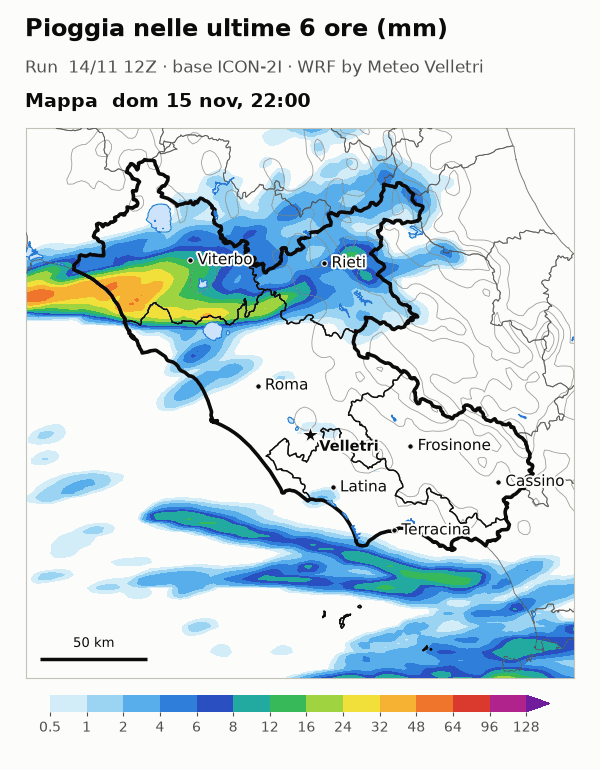 Pioggia nelle ultime 6 ore (mm)
Run  14/11 12Z · base ICON-2I · WRF by Meteo Velletri
Mappa  dom 15 nov, 22:00
Viterbo
Rieti
Roma
Velletri
Frosinone
Cassino
Latina
Terracina
50 km
0.5 1 2 4 6 8 12 16 24 32 48 64 96 128